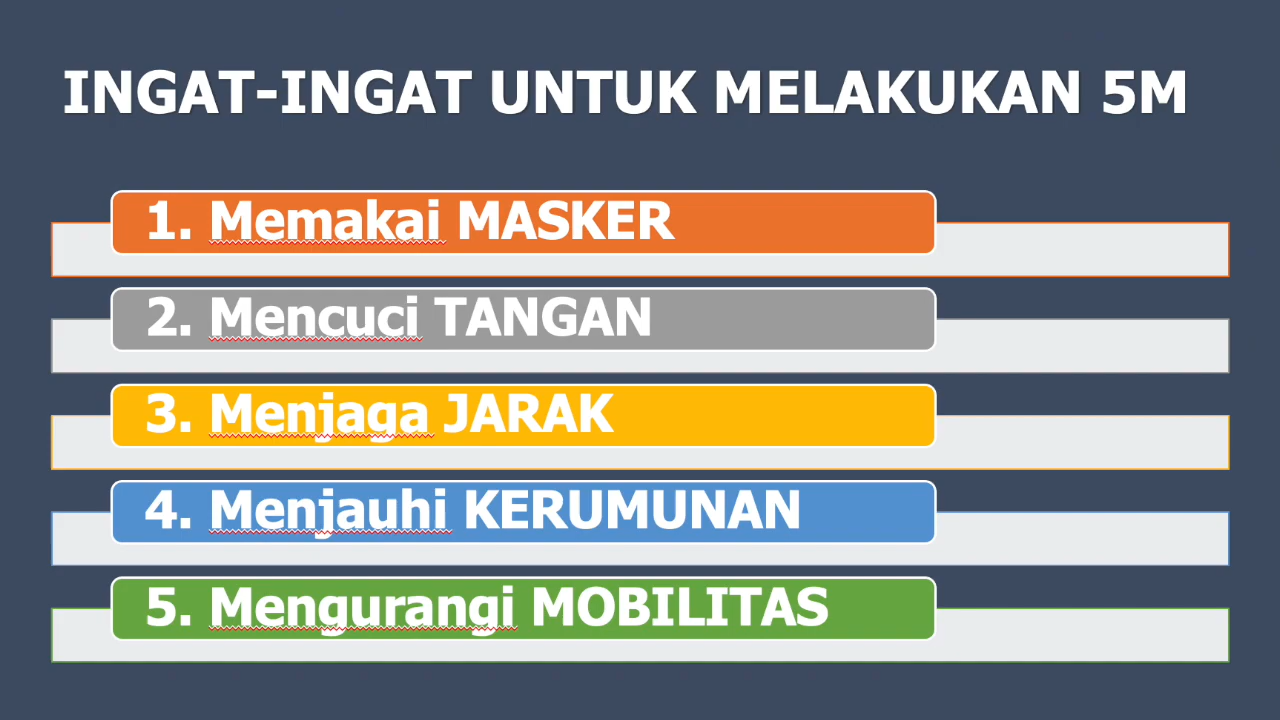 INGAT-INGAT UNTUK MELAKUKAN 5M
1. Memakai MASKER
2. Mencuci TANGAN
3. Menjaga JARAK
4. Menjauhi KERUMUNAN
5. Mengurangi MOBILITAS